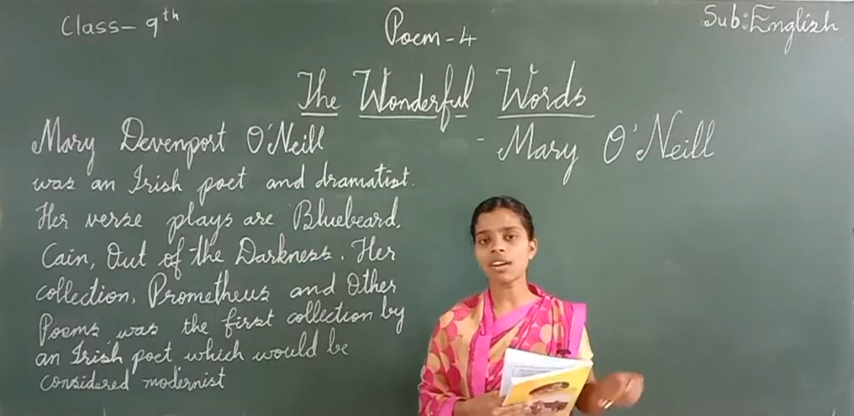 Class- 9th
Poem-4
Sub: English
The Wonderful Words
- Mary O'Neill
Mary Devenport O'Neill
was an Irish poet and dramatist.
Her verse plays are Bluebeard,
Cain, Out of the Darkness. Her
collection, Prometheus and Other
Poems was the first collection by
an Irish poet which would be
considered modernist